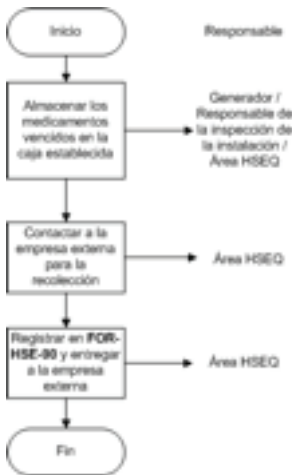 Inicio
Responsable
Almacenar los
medicamentos
vencidos en la
caja establecida
Generador /
Responsable de
la inspección de
la instalación /
Área HSEQ
Contactar a la
empresa externa
para la
recolección
Área HSEQ
Registrar en FOR-
HSE-90 y entregar
a la empresa
externa
Área HSEQ
Fin